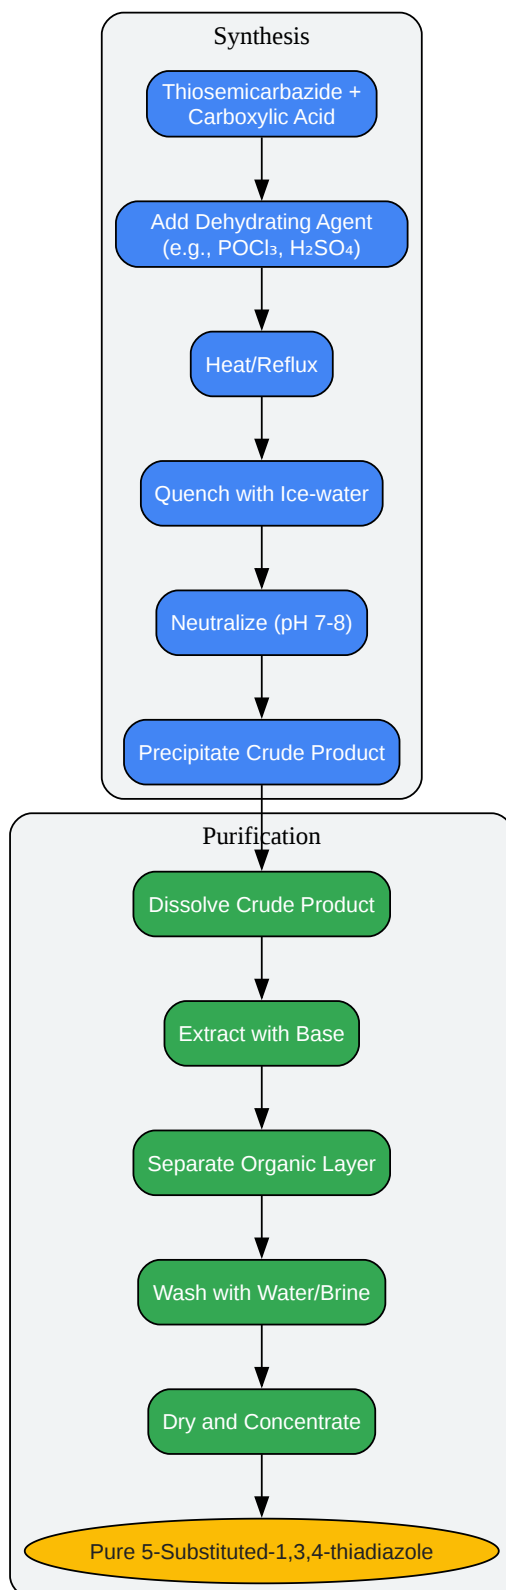 Synthesis
Thiosemicarbazide +
Carboxylic Acid
Add Dehydrating Agent
(e.g., POCl₃, H₂SO₄)
Heat/Reflux
Quench with Ice-water
Neutralize (pH 7-8)
Precipitate Crude Product
Purification
Dissolve Crude Product
Extract with Base
Separate Organic Layer
Wash with Water/Brine
Dry and Concentrate
Pure 5-Substituted-1,3,4-thiadiazole